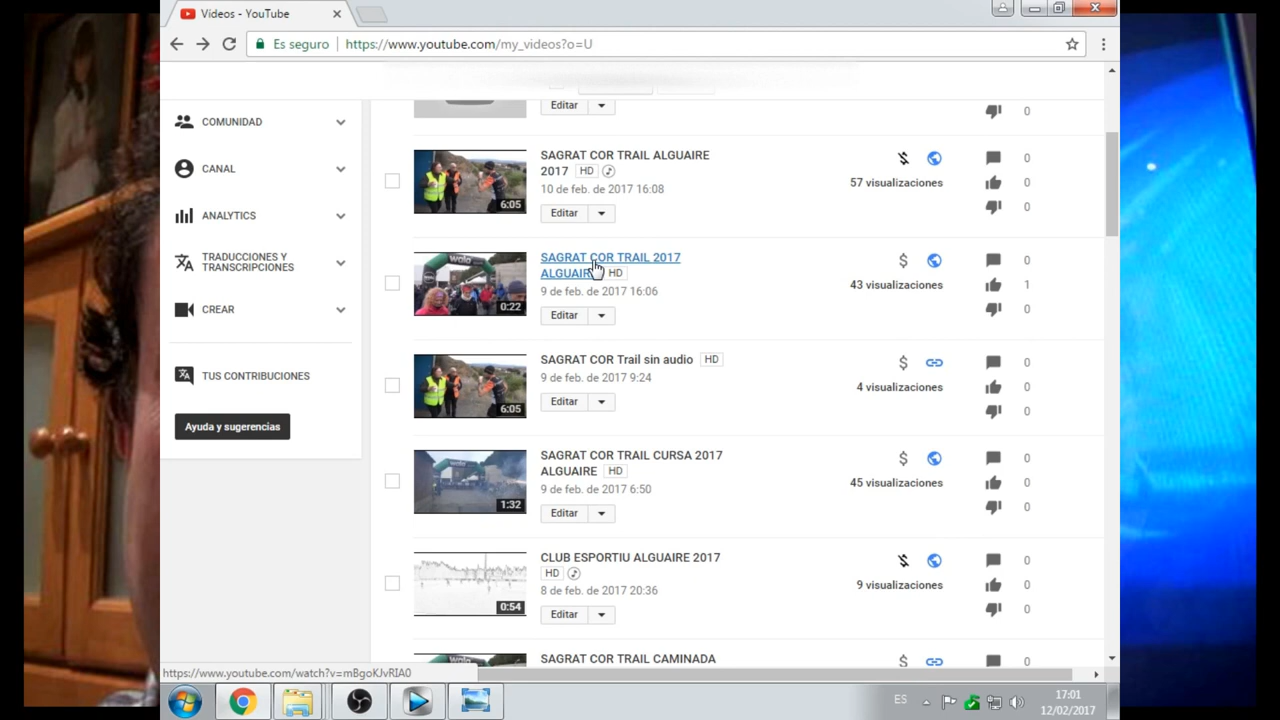 Videos - YouTube
Es seguro
https://www.youtube.com/my_videos?o=U
COMUNIDAD
CANAL
ANALYTICS
TRADUCCIONES Y
TRANSCRIPCIONES
CREAR
TUS CONTRIBUCIONES
Ayuda y sugerencias
Editar
0
SAGRAT COR TRAIL ALGUAIRE
2017 HD
10 de feb. de 2017 16:08
Editar
6:05
57 visualizaciones
0
0
0
wala
SAGRAT COR TRAIL 2017
ALGUAIR HD
9 de feb. de 2017 16:06
Editar
0:22
43 visualizaciones
0
1
0
SAGRAT COR Trail sin audio HD
9 de feb. de 2017 9:24
Editar
6:05
4 visualizaciones
0
0
0
SAGRAT COR TRAIL CURSA 2017
ALGUAIRE HD
9 de feb. de 2017 6:50
Editar
1:32
45 visualizaciones
0
0
0
CLUB ESPORTIU ALGUAIRE 2017
HD
8 de feb. de 2017 20:36
Editar
0:54
9 visualizaciones
0
0
0
SAGRAT COR TRAIL CAMINADA
0
https://www.youtube.com/watch?v=mBgoKJvRIA0
ES
17:01
12/02/2017